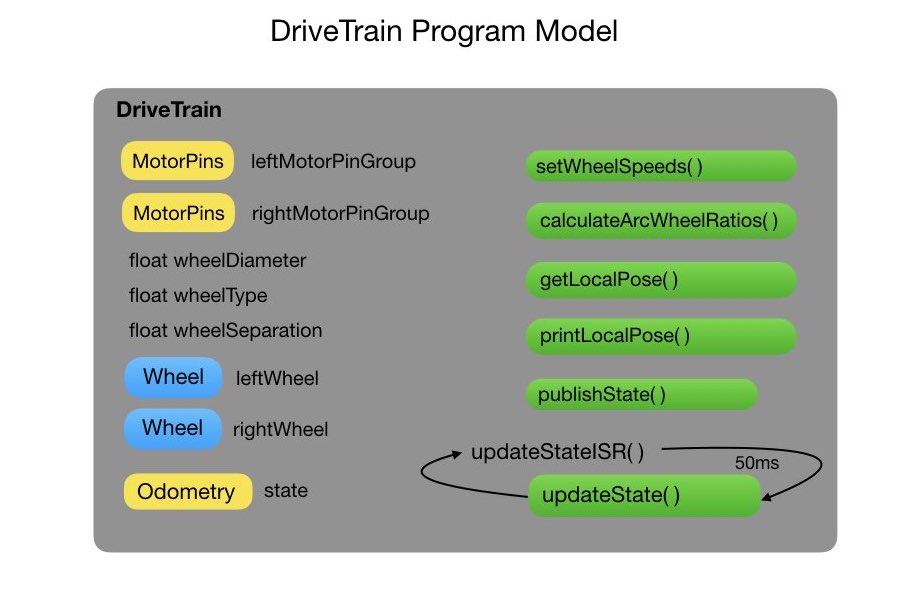 DriveTrain Program Model
DriveTrain
MotorPins leftMotorPinGroup
MotorPins rightMotorPinGroup
float wheelDiameter
float wheelType
float wheelSeparation
Wheel leftWheel
Wheel rightWheel
Odometry state
setWheelSpeeds( )
calculateArcWheelRatios( )
getLocalPose( )
printLocalPose( )
publishState( )
updateStateISR( )
50ms
updateState( )